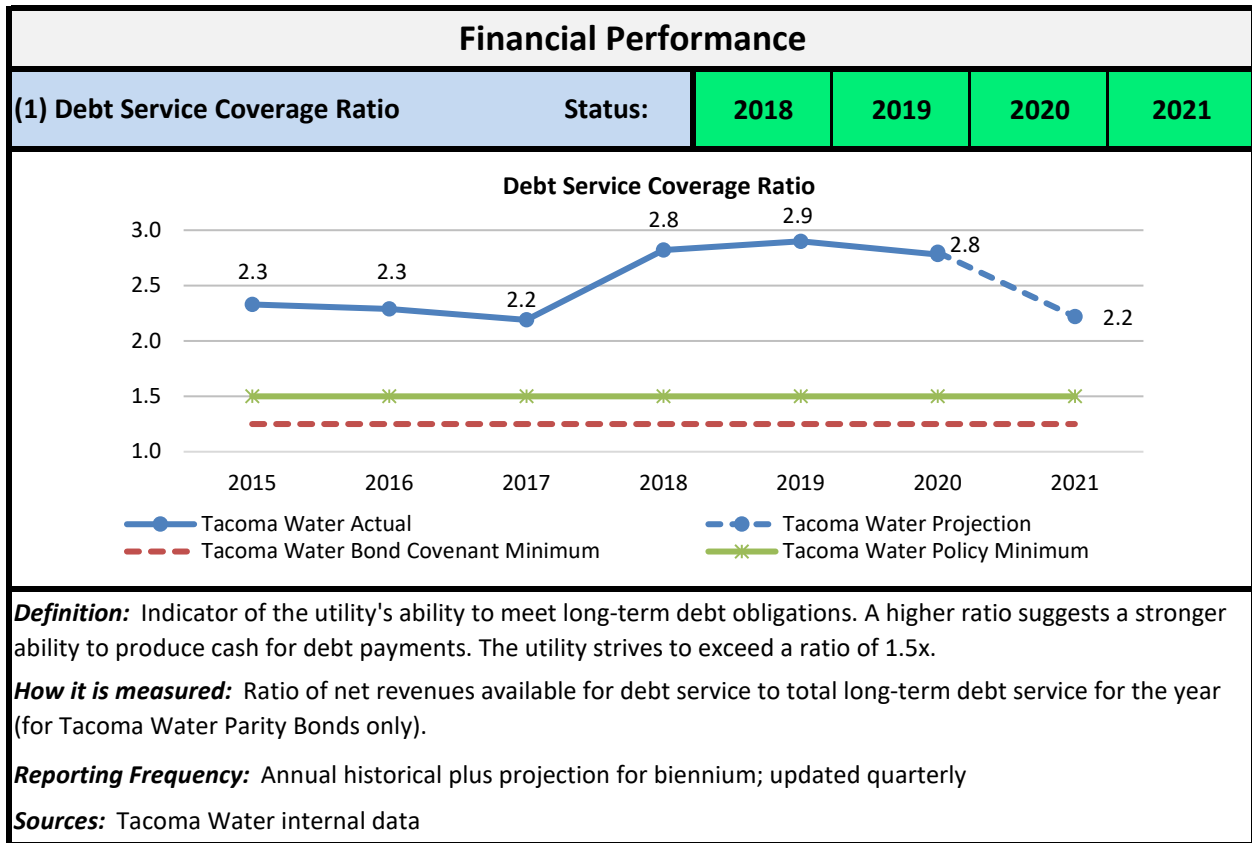 Financial Performance
(1) Debt Service Coverage Ratio Status: 2018 2019 2020 2021
Debt Service Coverage Ratio
3.0
2.5
2.0
1.5
1.0
2.3
2.3
2.2
2.8
2.9
2.8
2.2
2015 2016 2017 2018 2019 2020 2021
Tacoma Water Actual Tacoma Water Projection
Tacoma Water Bond Covenant Minimum Tacoma Water Policy Minimum
Definition: Indicator of the utility's ability to meet long-term debt obligations. A higher ratio suggests a stronger
ability to produce cash for debt payments. The utility strives to exceed a ratio of 1.5x.
How it is measured: Ratio of net revenues available for debt service to total long-term debt service for the year
(for Tacoma Water Parity Bonds only).
Reporting Frequency: Annual historical plus projection for biennium; updated quarterly
Sources: Tacoma Water internal data